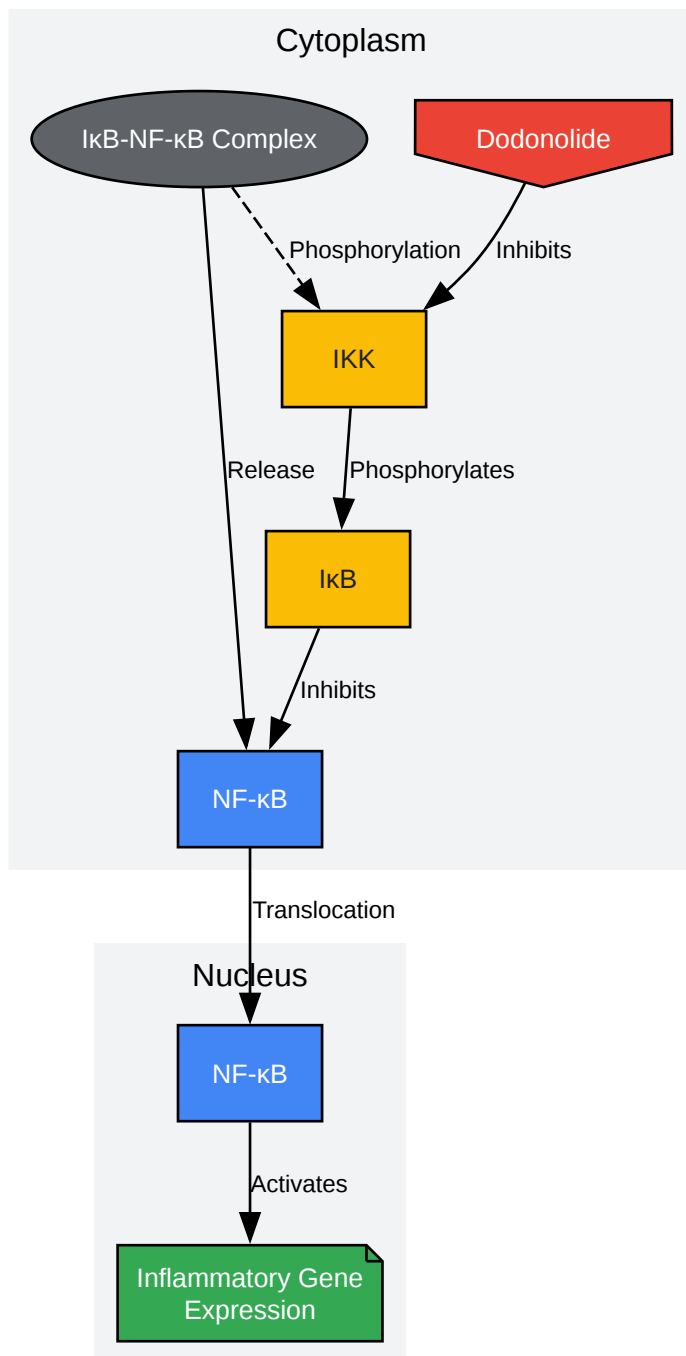 Cytoplasm
IκB-NF-κB Complex
Dodonolide
Phosphorylation
Inhibits
IKK
Release
Phosphorylates
IκB
Inhibits
NF-κB
Translocation
Nucleus
NF-κB
Activates
Inflammatory Gene
Expression